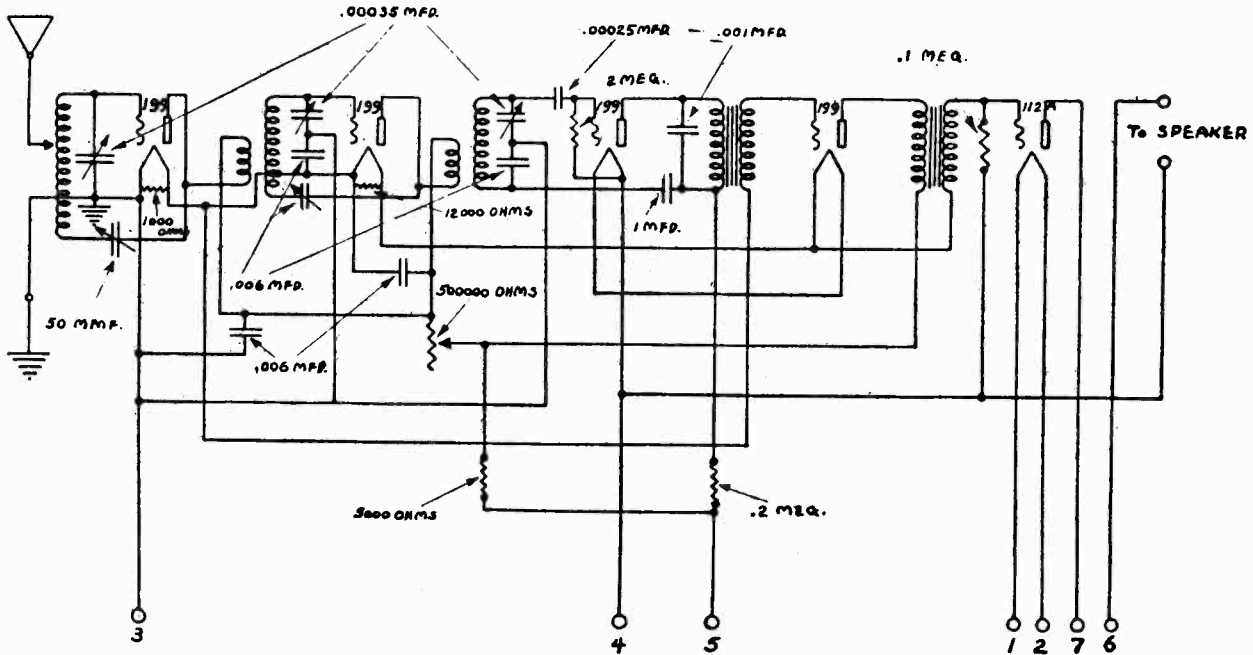 .00035 MFD.
.00025 MFD — .001 MFD
.1 MEG.
2 MEG.
199
199
199
199
112A
To SPEAKER
1000 OHMS
12000 OHMS
1 MFD.
.006 MFD.
500000 OHMS
50 MMF.
.006 MFD.
5000 OHMS
.2 MEG.
3
4
5
1
2
7
6